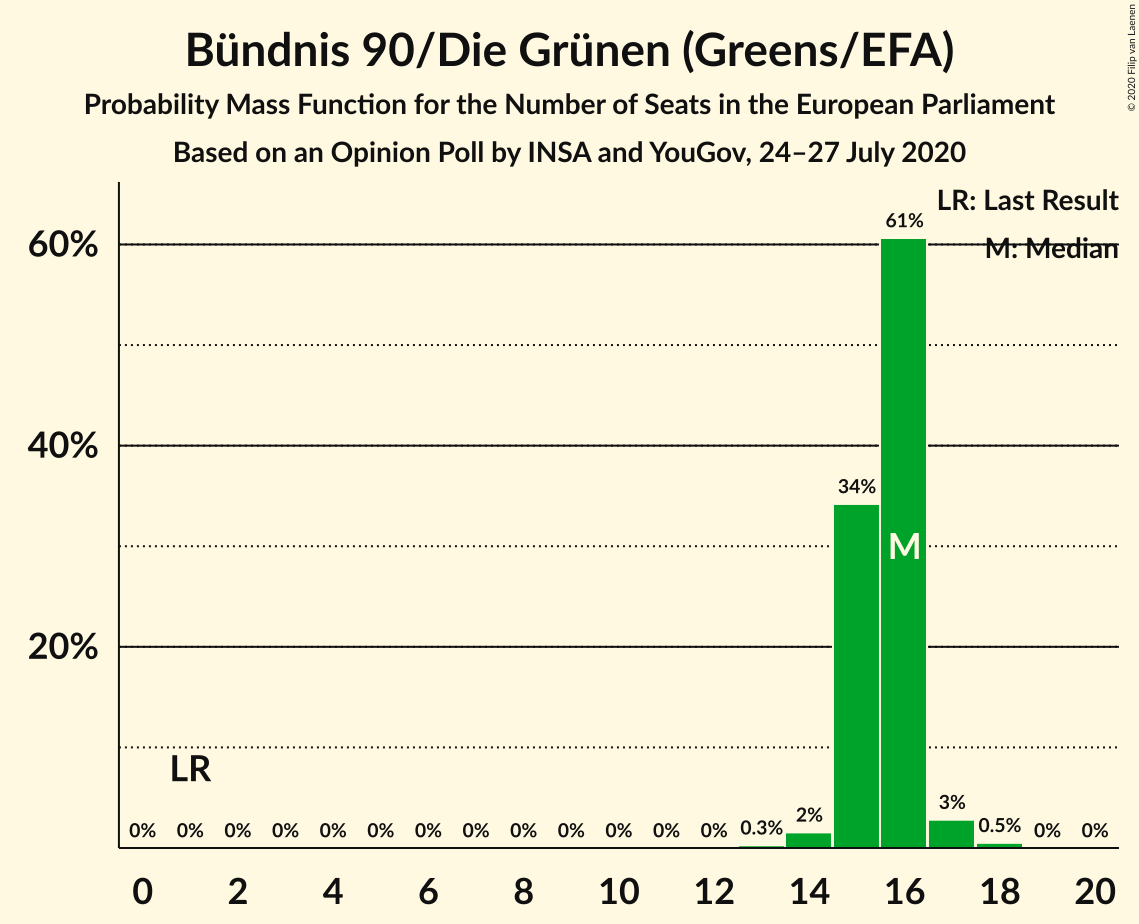 Bündnis 90/Die Grünen (Greens/EFA)
Probability Mass Function for the Number of Seats in the European Parliament
Based on an Opinion Poll by INSA and YouGov, 24–27 July 2020
© 2020 Filip van Laenen
LR: Last Result
M: Median
61%
60%
34%
40%
M
20%
LR
0% 0% 0% 0% 0% 0% 0% 0% 0% 0% 0% 0% 0% 0.3% 2% 3% 0.5% 0% 0%
0 2 4 6 8 10 12 14 16 18 20